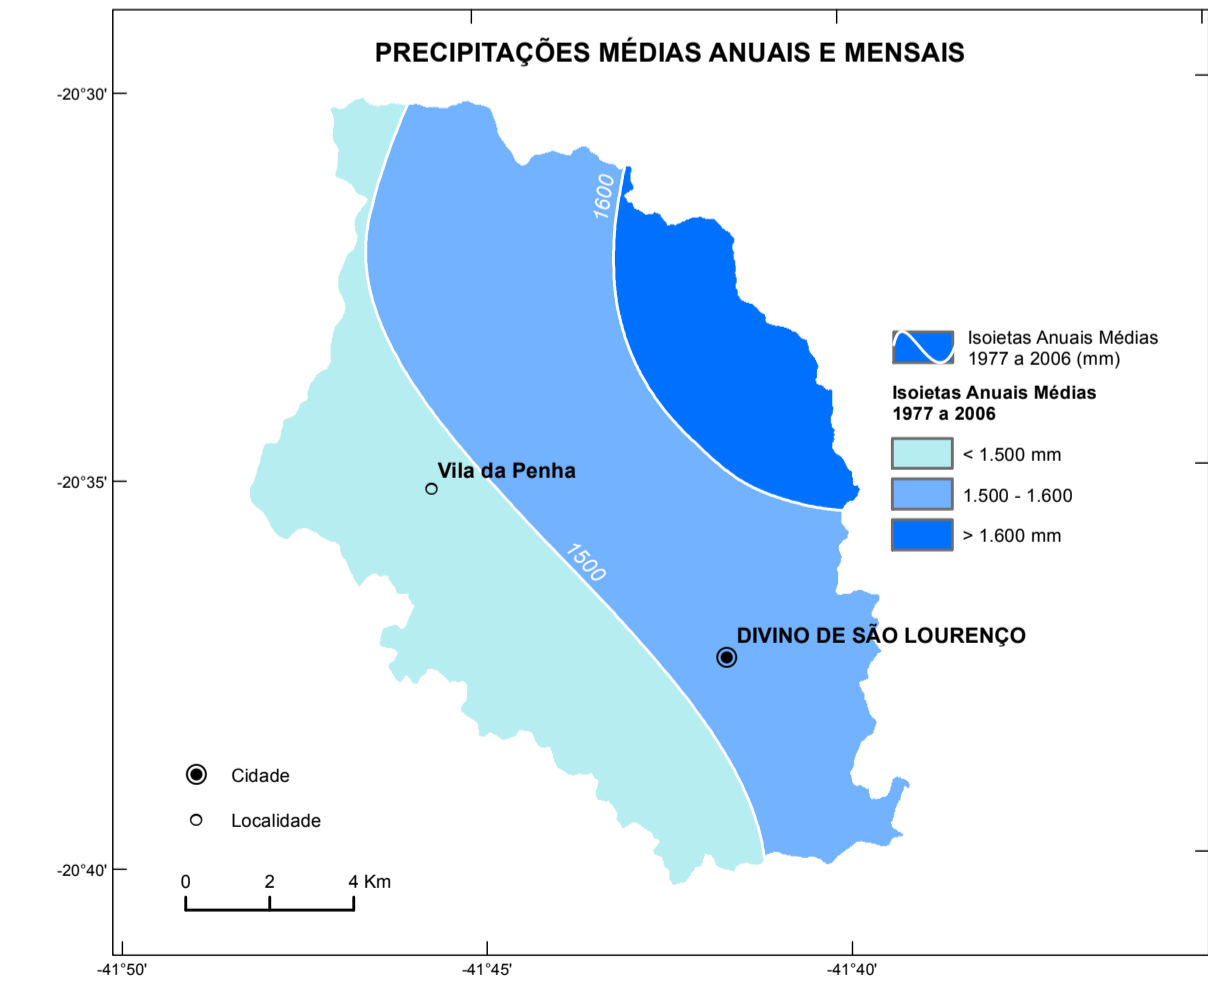 PRECIPITAÇÕES MÉDIAS ANUAIS E MENSAIS
-20°30'
1600
Isoietas Anuais Médias
1977 a 2006 (mm)
Isoietas Anuais Médias
1977 a 2006
< 1.500 mm
1.500 - 1.600
> 1.600 mm
Vila da Penha
-20°35'
1500
DIVINO DE SÃO LOURENÇO
Cidade
Localidade
-20°40'
0 2 4 Km
-41°50' -41°45' -41°40'